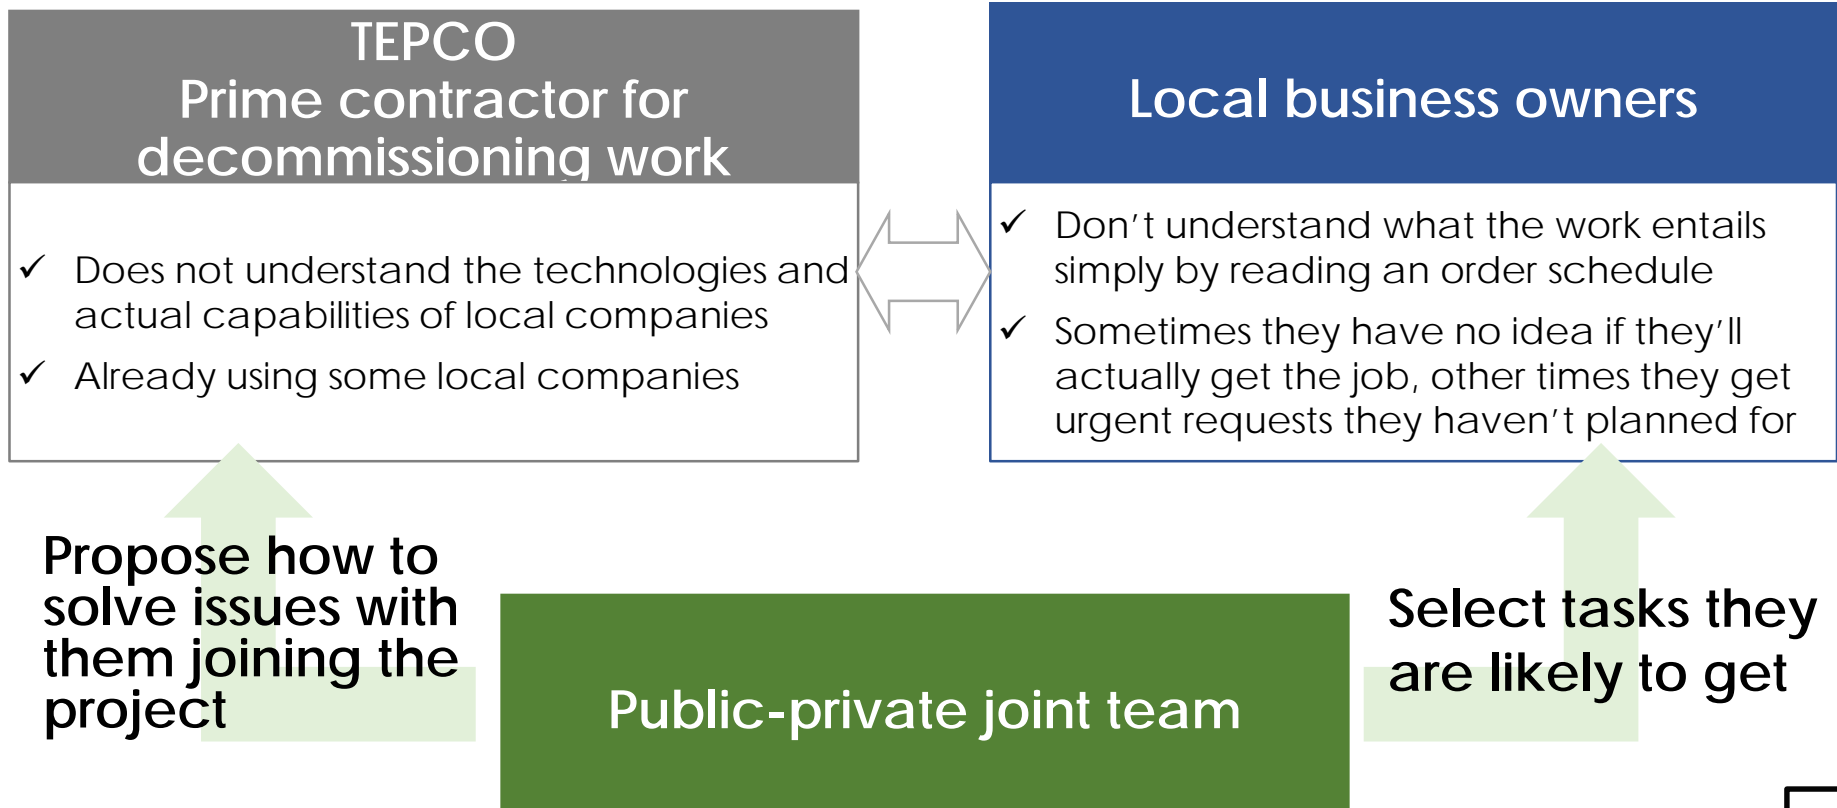 TEPCO
Prime contractor for
decommissioning work
✓ Does not understand the technologies and
actual capabilities of local companies
✓ Already using some local companies
Local business owners
✓ Don’t understand what the work entails
simply by reading an order schedule
✓ Sometimes they have no idea if they’ll
actually get the job, other times they get
urgent requests they haven’t planned for
Propose how to
solve issues with
them joining the
project
Public-private joint team
Select tasks they
are likely to get